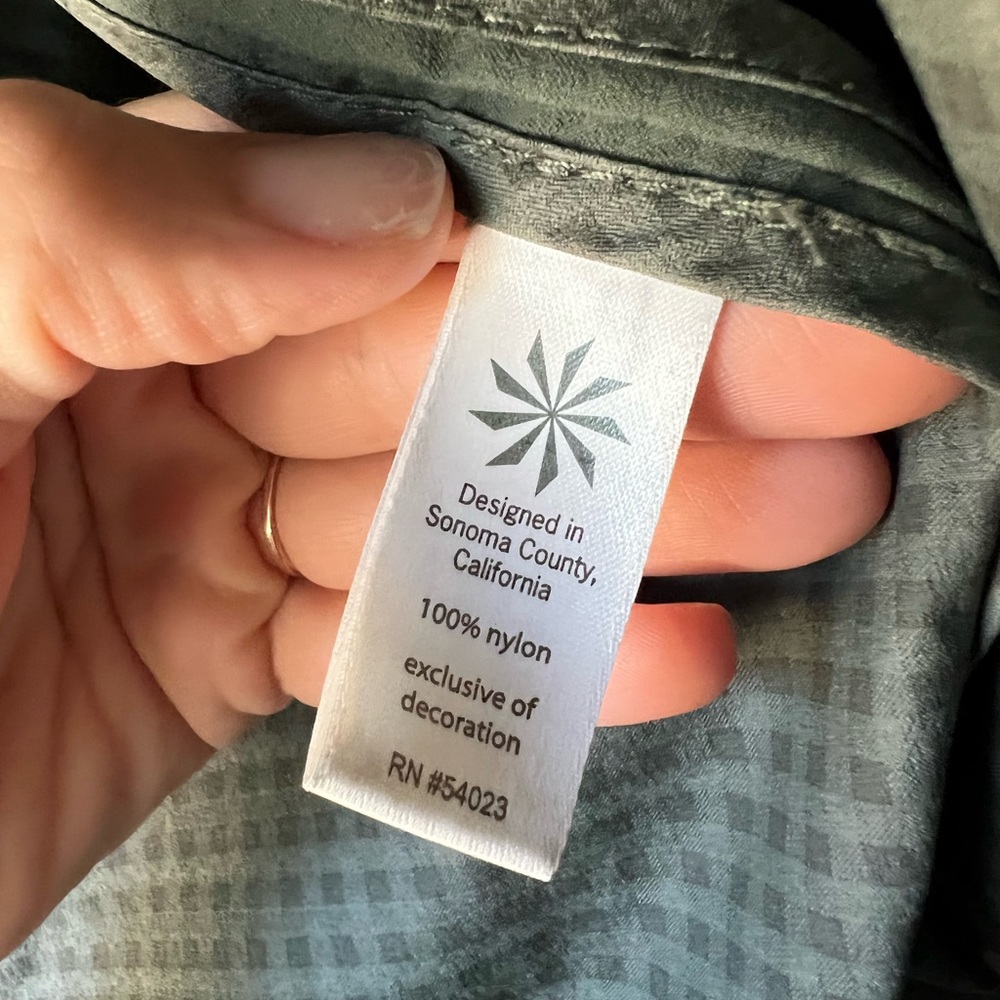 Designed in
Sonoma County,
California
100% nylon
exclusive of
decoration
RN #54023